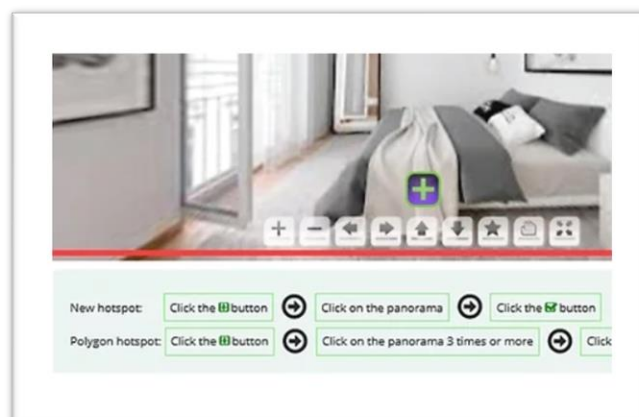 New hotspot: Click the button Click on the panorama Click the button
Polygon hotspot: Click the button Click on the panorama 3 times or more Click